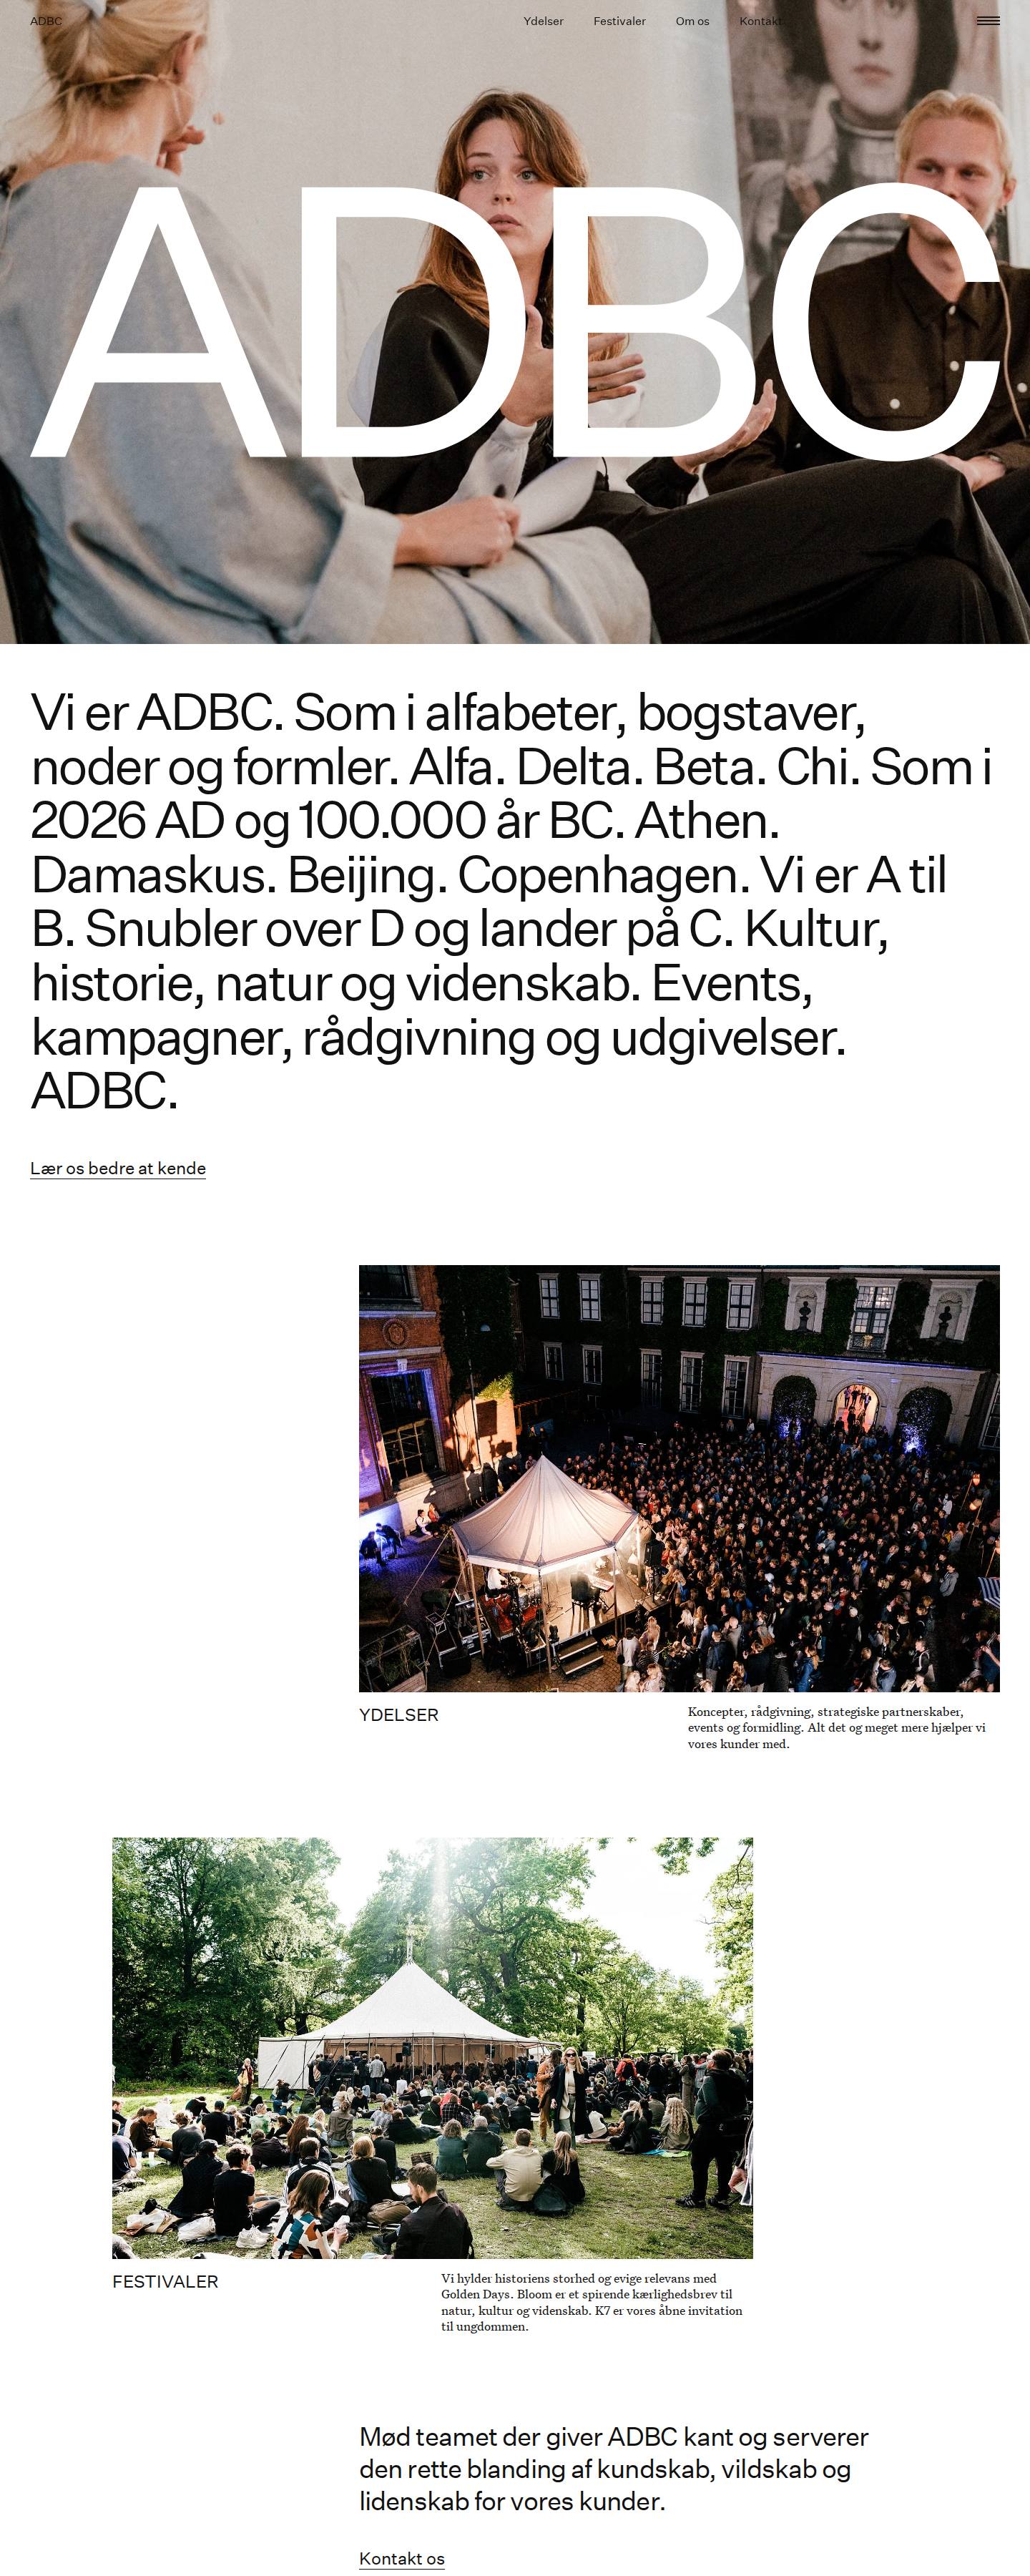 ADBC
Ydelser
Festivaler
Om os
Kontakt
ADBC
Vi er ADBC. Som i alfabeter, bogstaver,
noder og formler. Alfa. Delta. Beta. Chi. Som i
2026 AD og 100.000 år BC. Athen.
Damaskus. Beijing. Copenhagen. Vi er A til
B. Snubler over D og lander på C. Kultur,
historie, natur og videnskab. Events,
kampagner, rådgivning og udgivelser.
ADBC.
Lær os bedre at kende
YDELSER
Koncepter, rådgivning, strategiske partnerskaber,
events og formidling. Alt det og meget mere hjælper vi
vores kunder med.
FESTIVALER
Vi hylder historiens storhed og evige relevans med
Golden Days. Bloom er et spirende kærlighedsbrev til
natur, kultur og videnskab. K7 er vores åbne invitation
til ungdommen.
Mød teamet der giver ADBC kant og serverer
den rette blanding af kundskab, vildskab og
lidenskab for vores kunder.
Kontakt os